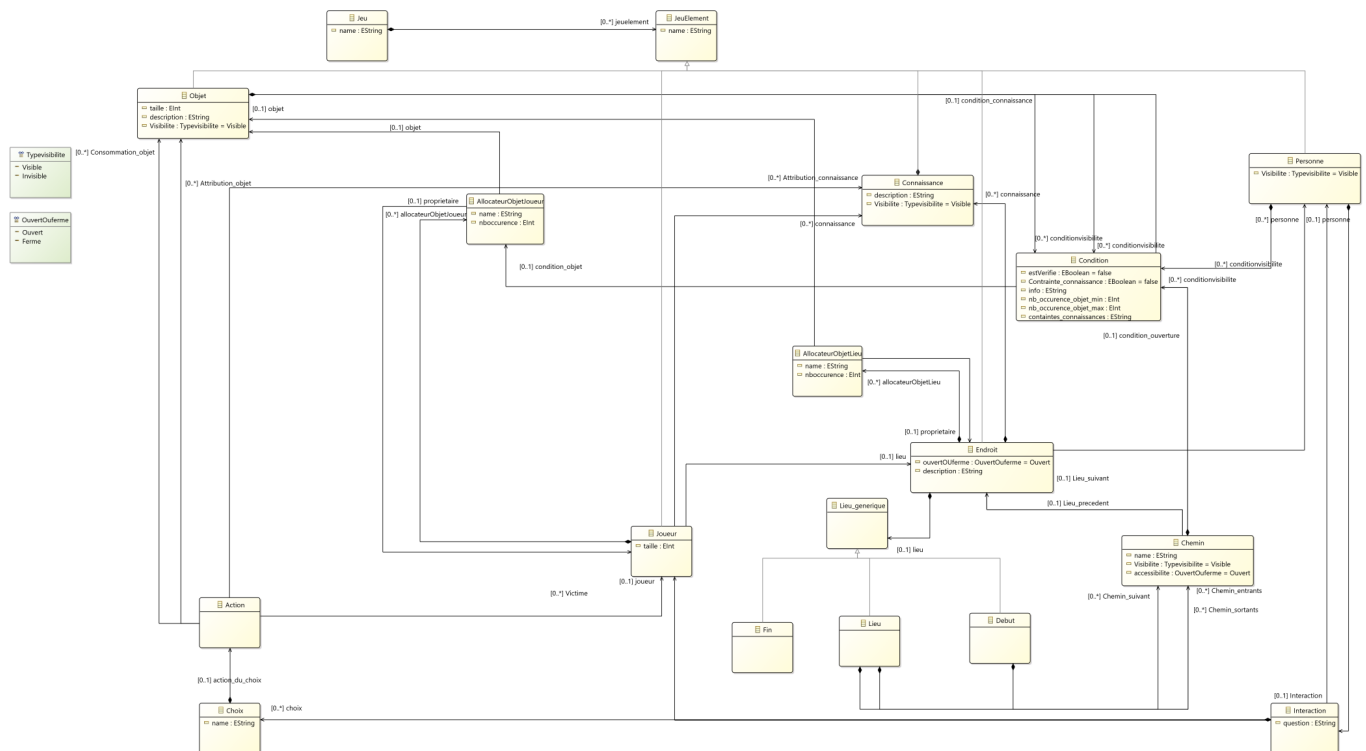 Jeu
name : EString
[0..*] jeuelement
JeuElement
name : EString
Objet
taille : EInt
description : EString
Visibilite : Typevisibilite = Visible
[0..1] objet
[0..1] condition_connaissance
[0..1] objet
Typevisibilite
Visible
Invisible
[0..*] Consommation_objet
Personne
Visibilite : Typevisibilite = Visible
[0..*] Attribution_objet
[0..*] Attribution_connaissance
Connaissance
description : EString
Visibilite : Typevisibilite = Visible
[0..*] connaissance
AllocateurObjetJoueur
name : EString
nboccurence : EInt
[0..1] proprietaire
[0..*] allocateurObjetJoueur
[0..*] connaissance
[0..*] personne
[0..1] personne
OuvertOuferme
Ouvert
Ferme
[0..*] conditionvisibilite
[0..*] conditionvisibilite
Condition
estVerifie : EBoolean = false
Contrainte_connaissance : EBoolean = false
info : EString
nb_occurence_objet_min : EInt
nb_occurence_objet_max : EInt
containtes_connaissances : EString
[0..1] condition_objet
[0..*] conditionvisibilite
[0..*] conditionvisibilite
[0..1] condition_ouverture
AllocateurObjetLieu
name : EString
nboccurence : EInt
[0..*] allocateurObjetLieu
[0..1] proprietaire
Endroit
ouvertOUferme : OuvertOuferme = Ouvert
description : EString
[0..1] lieu
[0..1] Lieu_suivant
[0..1] Lieu_precedent
Lieu_generique
[0..1] lieu
Joueur
taille : EInt
[0..1] joueur
[0..*] Victime
Chemin
name : EString
Visibilite : Typevisibilite = Visible
accessibilite : OuvertOuferme = Ouvert
[0..*] Chemin_suivant
[0..*] Chemin_entrants
[0..*] Chemin_sortants
Action
Fin
Lieu
Debut
[0..1] action_du_choix
[0..*] choix
Choix
name : EString
[0..1] Interaction
Interaction
question : EString